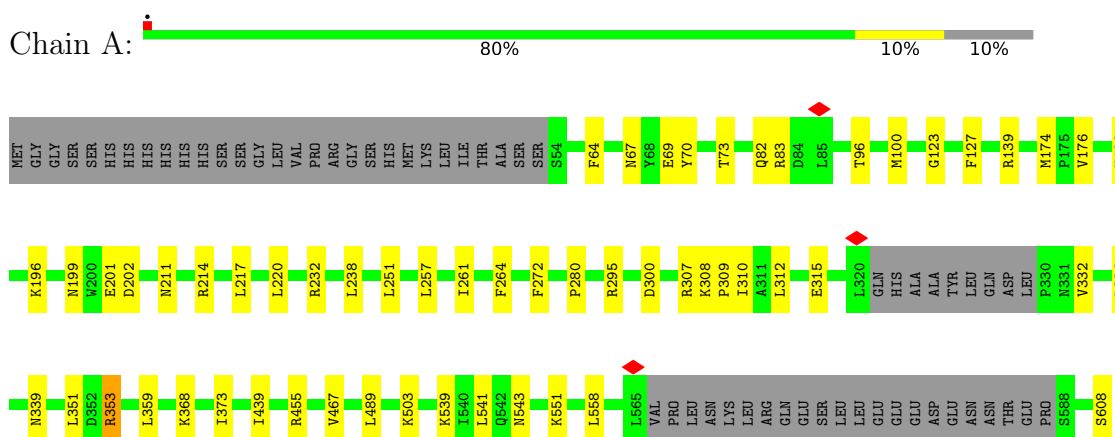 Chain A:
80% 10% 10%
MET GLY GLY SER SER HIS HIS HIS HIS HIS HIS SER SER GLY LEU VAL PRO ARG GLY SER HIS MET LYS LEU ILE THR ALA SER SER S54 F64 N67 Y68 E69 Y70 T73 Q82 R83 D84 L85 T96 M100 G123 F127 R139 M174 P175 V176
K196 N199 W200 E201 D202 N211 R214 L217 L220 R232 L238 L251 L257 I261 F264 F272 P280 R295 D300 R307 K308 P309 I310 A311 L312 E315 L320 GLN HIS ALA ALA TYR LEU GLN ASP LEU P330 N331 V332
N339 L351 D352 R353 L359 K368 I373 I439 R455 V467 L489 K503 K539 I540 L541 Q542 N543 K551 L558 L565 VAL PRO LEU ASN LYS LEU ARG GLN GLU SER LEU LEU GLU GLU GLU ASP GLU ASN ASN THR GLU PRO S588 S608